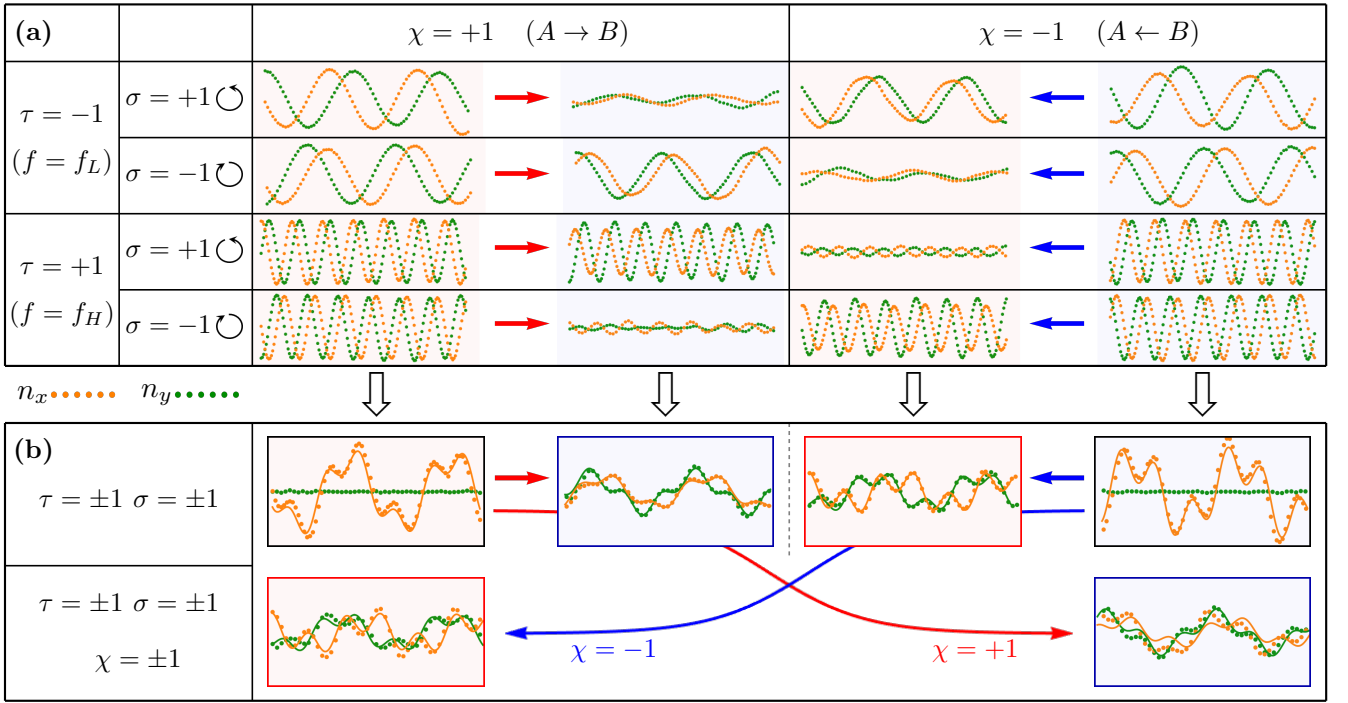 (a) χ = +1 (A → B) χ = −1 (A ← B)
τ = −1
(f = f_L)
σ = +1
σ = −1
τ = +1
(f = f_H)
σ = +1
σ = −1
n_x n_y
(b)
τ = ±1 σ = ±1
τ = ±1 σ = ±1
χ = ±1
χ = −1 χ = +1